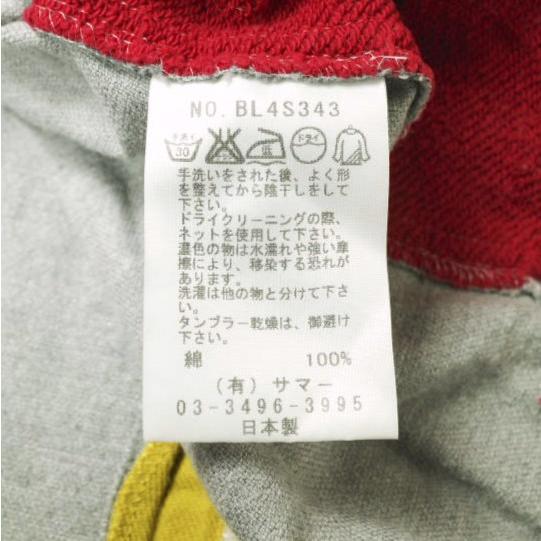 NO. BL4S343
手洗イ 30 低 ドライ
手洗いをされた後、よく形
を整えてから陰干しをして
下さい。
ドライクリーニングの際、
ネットを使用して下さい。
濃色の物は水濡れや強い摩
擦により、移染する恐れが
あります。
洗濯は他の物と分けて下さ
い。
タンブラー乾燥は、御避け
下さい。
綿 100%
(有) サマー
03-3496-3995
日本製